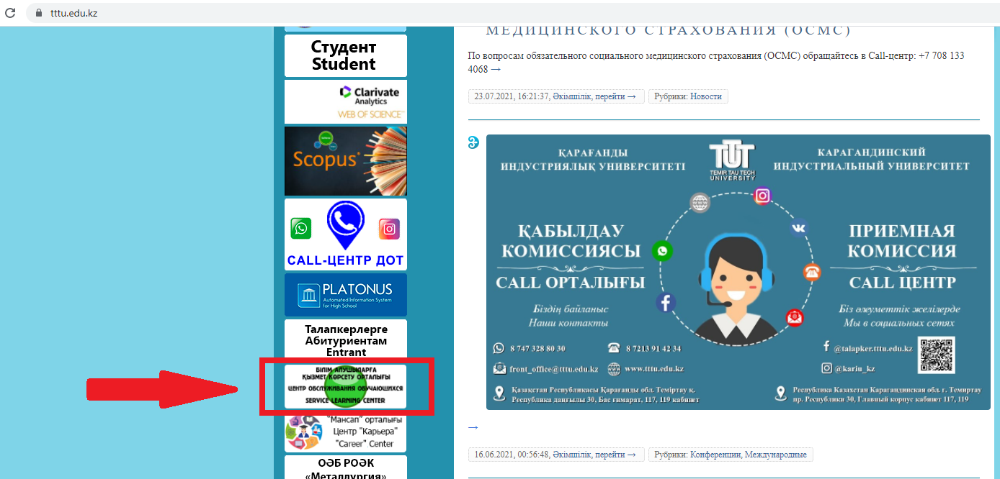 tttu.edu.kz
Студент
Student
Clarivate
Analytics
WEB OF SCIENCE™
Scopus®
CALL-ЦЕНТР ДОТ
PLATONUS
Automated Information System
for High School
Талапкерлерге
Абитуриентам
Entrant
БІЛІМ АЛУШЫЛАРҒА
ҚЫЗМЕТ КӨРСЕТУ ОРТАЛЫҒЫ
ЦЕНТР ОБСЛУЖИВАНИЯ ОБУЧАЮЩИХСЯ
SERVICE LEARNING CENTER
"Мансап" орталығы
Центр "Карьера"
"Career" Center
ОӘБ РОӘК
«Металлургия»
МЕДИЦИНСКОГО СТРАХОВАНИЯ (ОСМС)
По вопросам обязательного социального медицинского страхования (ОСМС) обращайтесь в Call-центр: +7 708 133
4068 →
23.07.2021, 16:21:37, Әкімшілік, перейти →
Рубрики: Новости
ҚАРАҒАНДЫ
ИНДУСТРИЯЛЫҚ УНИВЕРСИТЕТІ
TEMIR TAU TECH
UNIVERSITY
КАРАГАНДИНСКИЙ
ИНДУСТРИАЛЬНЫЙ УНИВЕРСИТЕТ
ҚАБЫЛДАУ
КОМИССИЯСЫ
CALL ОРТАЛЫҒЫ
Біздің байланыс
Наши контакты
8 747 328 80 30
8 7213 91 42 34
front_office@tttu.edu.kz
www.tttu.edu.kz
Қазақстан Республикасы Қарағанды обл. Теміртау қ.
Республика данғылы 30, Бас ғимарат, 117, 119 кабинет
ПРИЕМНАЯ
КОМИССИЯ
CALL ЦЕНТР
Біз әлеуметтік желілерде
Мы в социальных сетях
@talapker.tttu.edu.kz
@kariu_kz
Республика Казахстан Карагандинская обл. г. Темиртау
пр. Республики 30, Главный корпус кабинет 117, 119
→
16.06.2021, 00:56:48, Әкімшілік, перейти →
Рубрики: Конференции, Международные